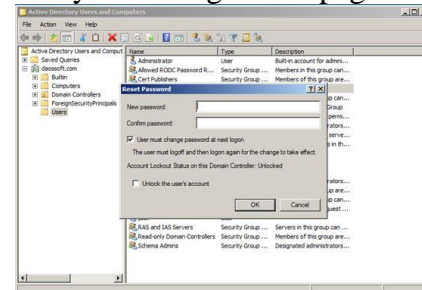 Active Directory Users and Computers
File Action View Help
Active Directory Users and Comput
Saved Queries
daossoft.com
Builtin
Computers
Domain Controllers
ForeignSecurityPrincipals
Users
Name Type Description
Administrator User Built-in account for admini...
Allowed RODC Password R... Security Group ... Members in this group can...
Cert Publishers Security Group ... Members of this group are...
Reset Password
New password:
Confirm password:
User must change password at next logon
The user must logoff and then logon again for the change to take effect.
Account Lockout Status on this Domain Controller: Unlocked
Unlock the user's account
OK Cancel
RAS and IAS Servers Security Group ... Servers in this group can ...
Read-only Domain Controllers Security Group ... Members of this group are...
Schema Admins Security Group ... Designated administrators...